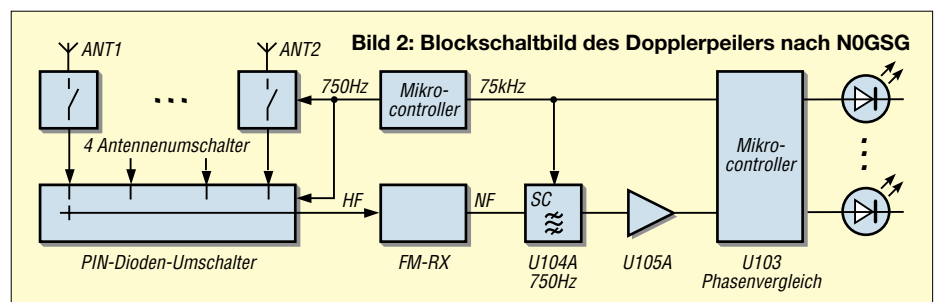 Bild 2: Blockschaltbild des Dopplerpeilers nach N0GSG
ANT1
ANT2
750Hz
Mikro-
controller
75kHz
Mikro-
controller
4 Antennenumschalter
HF
NF
SC
PIN-Dioden-Umschalter
FM-RX
U104A
750Hz
U105A
U103
Phasenvergleich